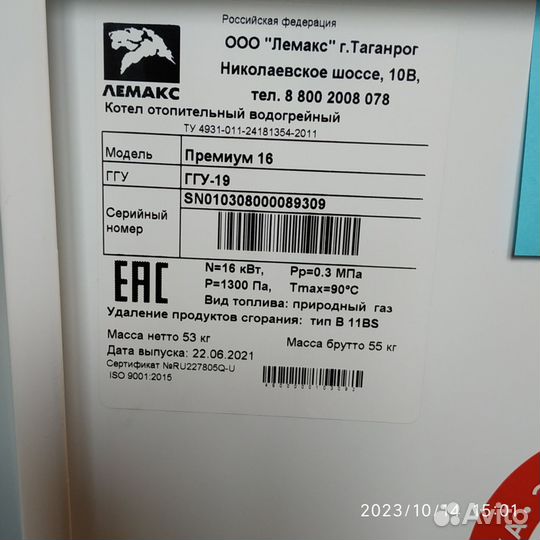 Российская федерация
ООО "Лемакс" г.Таганрог
Николаевское шоссе, 10В,
тел. 8 800 2008 078
ЛЕМАКС
Котел отопительный водогрейный
ТУ 4931-011-24181354-2011
Модель Премиум 16
ГГУ ГГУ-19
Серийный номер SN010308000089309
EAC
N=16 кВт, Pp=0.3 МПа
P=1300 Па, Tmax=90°C
Вид топлива: природный газ
Удаление продуктов сгорания: тип В 11BS
Масса нетто 53 кг Масса брутто 55 кг
Дата выпуска: 22.06.2021
Сертификат №RU227805Q-U
ISO 9001:2015
2023/10/14 15:01
Avito